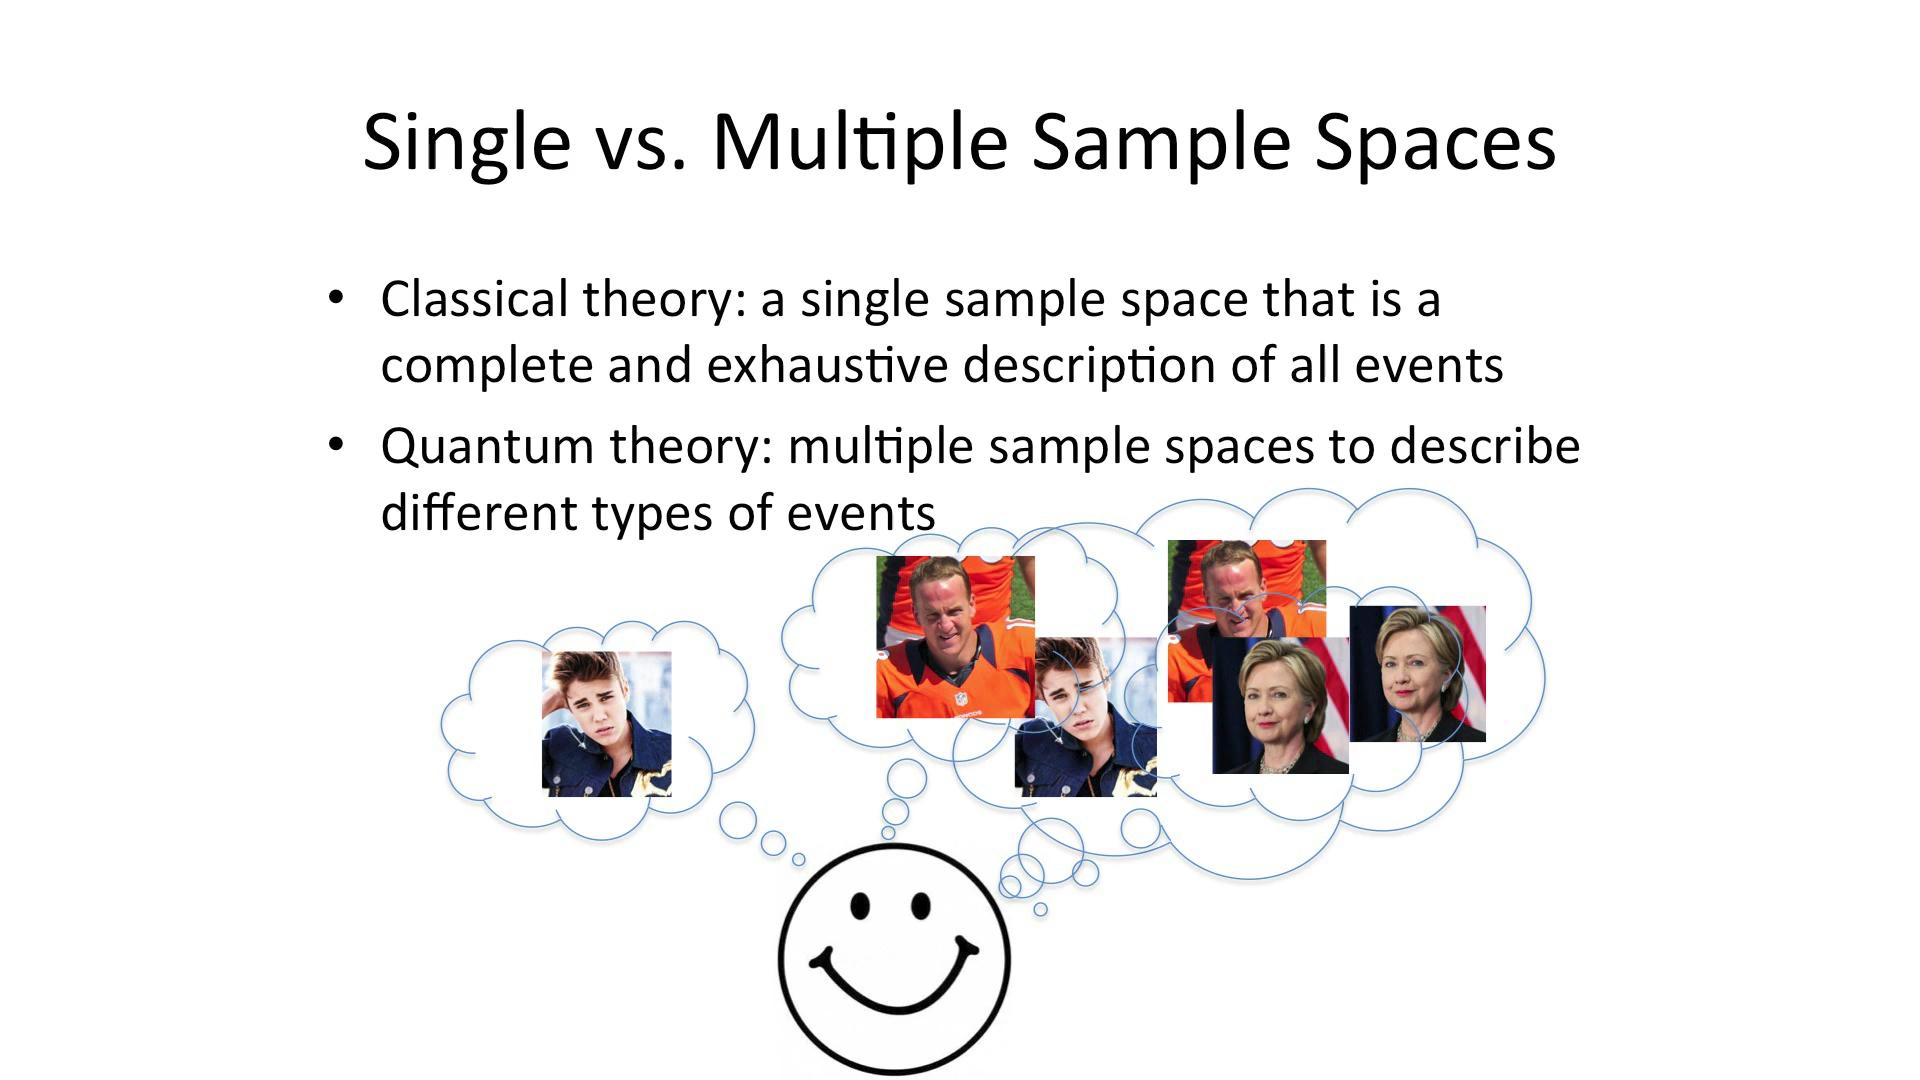 Single vs. Multiple Sample Spaces
• Classical theory: a single sample space that is a
complete and exhaustive description of all events
• Quantum theory: multiple sample spaces to describe
different types of events